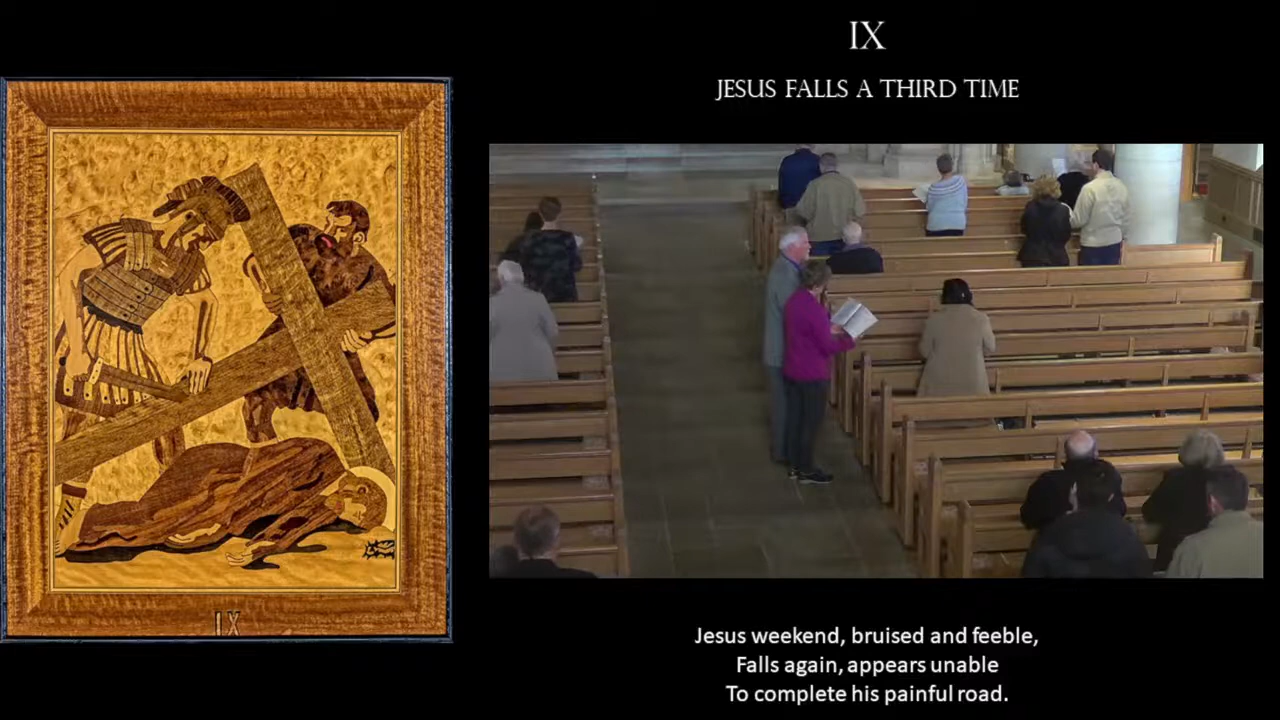 IX
JESUS FALLS A THIRD TIME
IX
Jesus weekend, bruised and feeble,
Falls again, appears unable
To complete his painful road.